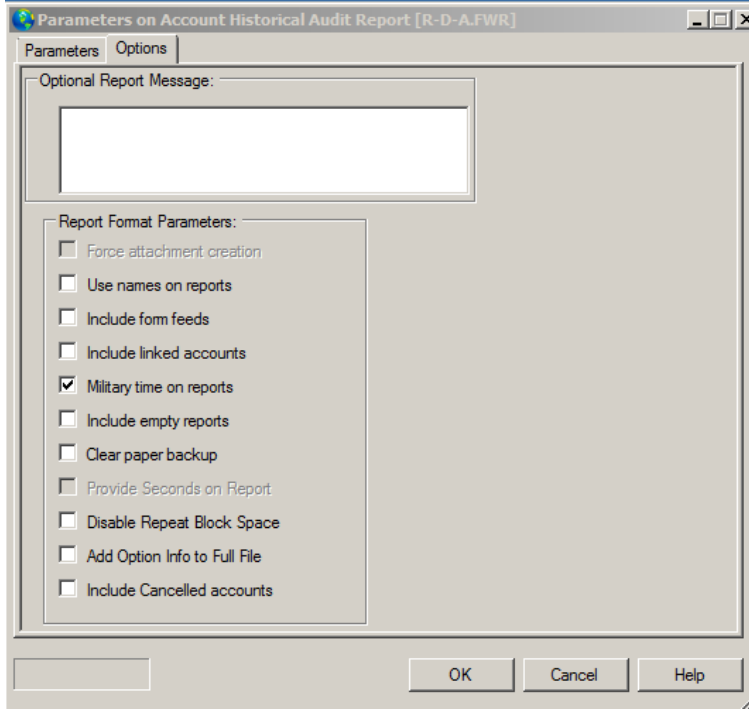 Parameters on Account Historical Audit Report [R-D-A.FWR]
Parameters Options
Optional Report Message:
Report Format Parameters:
Force attachment creation
Use names on reports
Include form feeds
Include linked accounts
Military time on reports
Include empty reports
Clear paper backup
Provide Seconds on Report
Disable Repeat Block Space
Add Option Info to Full File
Include Cancelled accounts
OK Cancel Help